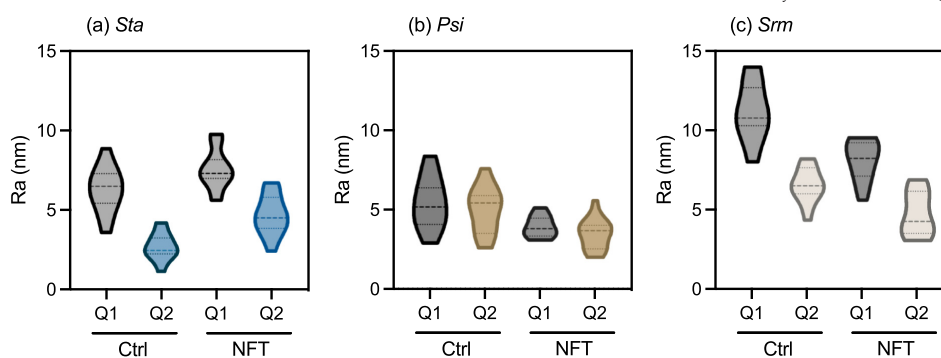 (a) Sta
(b) Psi
(c) Srm
Ra (nm)
15
10
5
0
Q1 Q2 Q1 Q2
Ctrl NFT
Ra (nm)
15
10
5
0
Q1 Q2 Q1 Q2
Ctrl NFT
Ra (nm)
15
10
5
0
Q1 Q2 Q1 Q2
Ctrl NFT